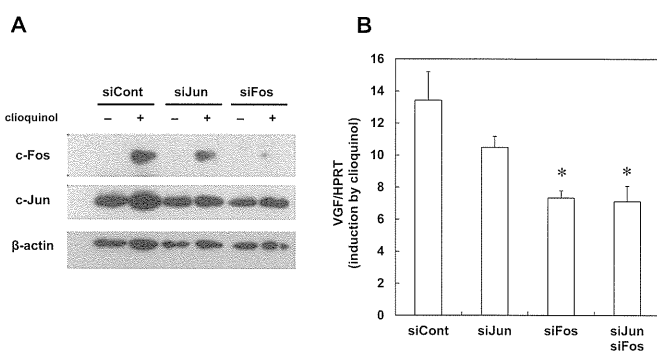 A
siCont siJun siFos
clioquinol – + – + – +
c-Fos
c-Jun
β-actin
B
VGF/HPRT
(induction by clioquinol)
16
14
12
10
8
6
4
2
0
* *
siCont siJun siFos siJun
siFos